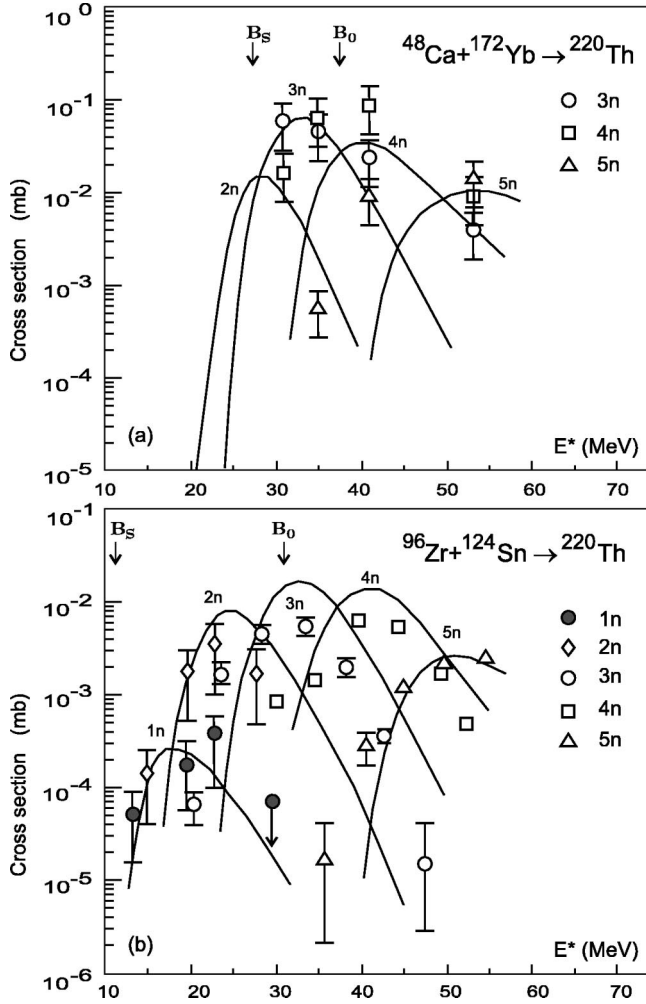 10⁰
B_S
B_0
⁴⁸Ca+¹⁷²Yb→²²⁰Th
3n
3n
4n
5n
10⁻¹
4n
2n
5n
10⁻²
10⁻³
10⁻⁴
10⁻⁵
Cross section (mb)
(a)
E* (MeV)
10 20 30 40 50 60 70
10⁻¹
B_S
B_0
⁹⁶Zr+¹²⁴Sn→²²⁰Th
4n
2n
3n
5n
1n
1n
2n
3n
4n
5n
10⁻²
10⁻³
10⁻⁴
10⁻⁵
10⁻⁶
Cross section (mb)
(b)
E* (MeV)
10 20 30 40 50 60 70